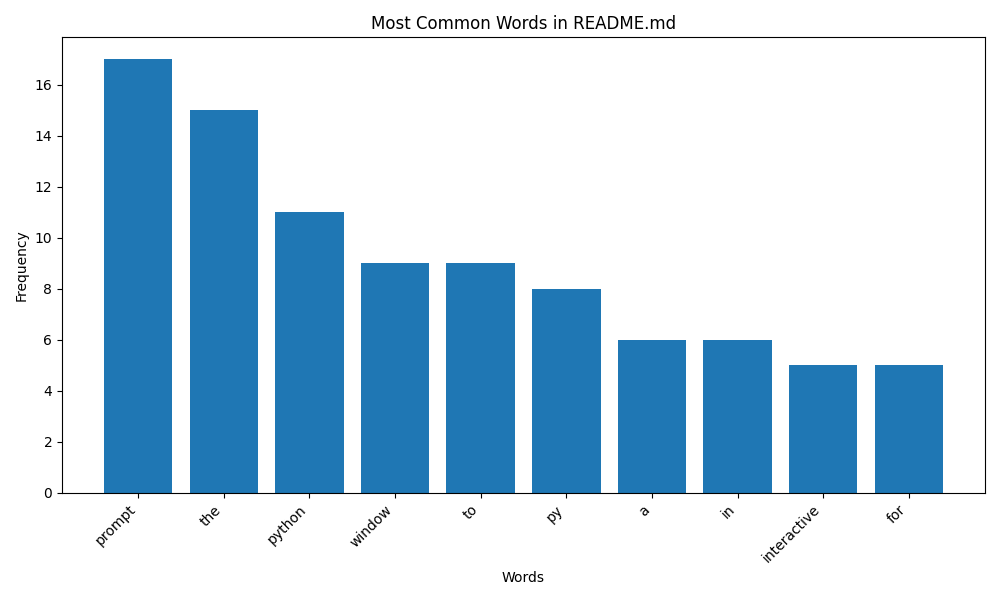 Most Common Words in README.md
Frequency
16
14
12
10
8
6
4
2
0
prompt
the
python
window
to
py
a
in
interactive
for
Words